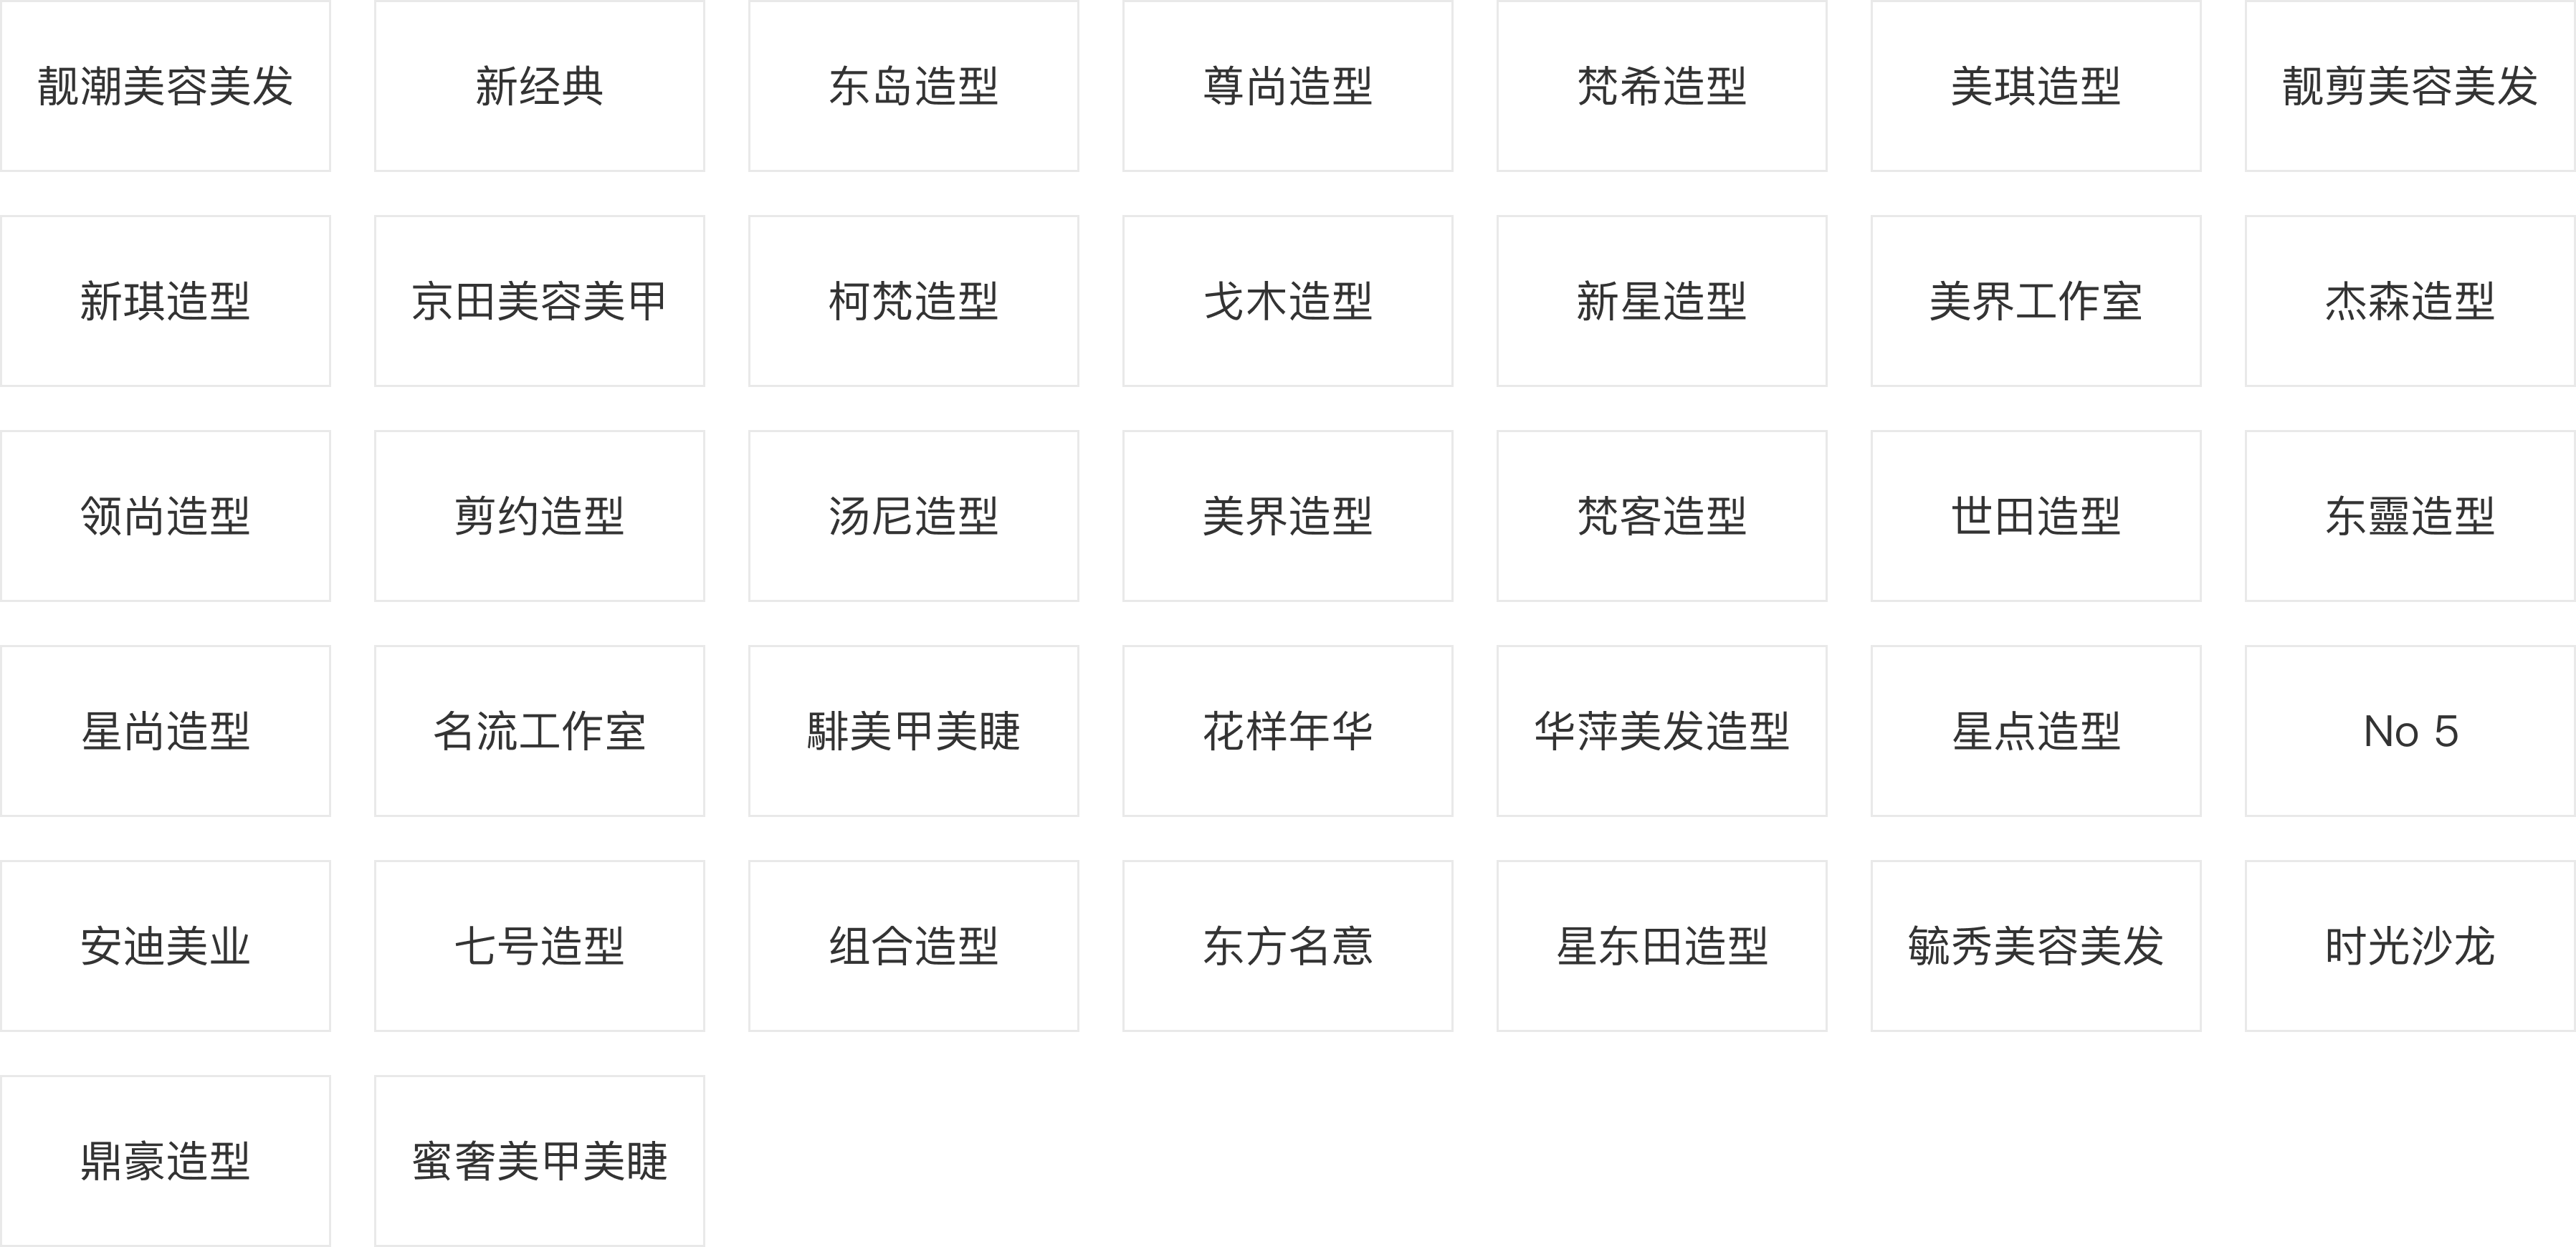 靓潮美容美发
新经典
东岛造型
尊尚造型
梵希造型
美琪造型
靓剪美容美发
新琪造型
京田美容美甲
柯梵造型
戈木造型
新星造型
美界工作室
杰森造型
领尚造型
剪约造型
汤尼造型
美界造型
梵客造型
世田造型
东靈造型
星尚造型
名流工作室
騑美甲美睫
花样年华
华萍美发造型
星点造型
No 5
安迪美业
七号造型
组合造型
东方名意
星东田造型
毓秀美容美发
时光沙龙
鼎豪造型
蜜奢美甲美睫